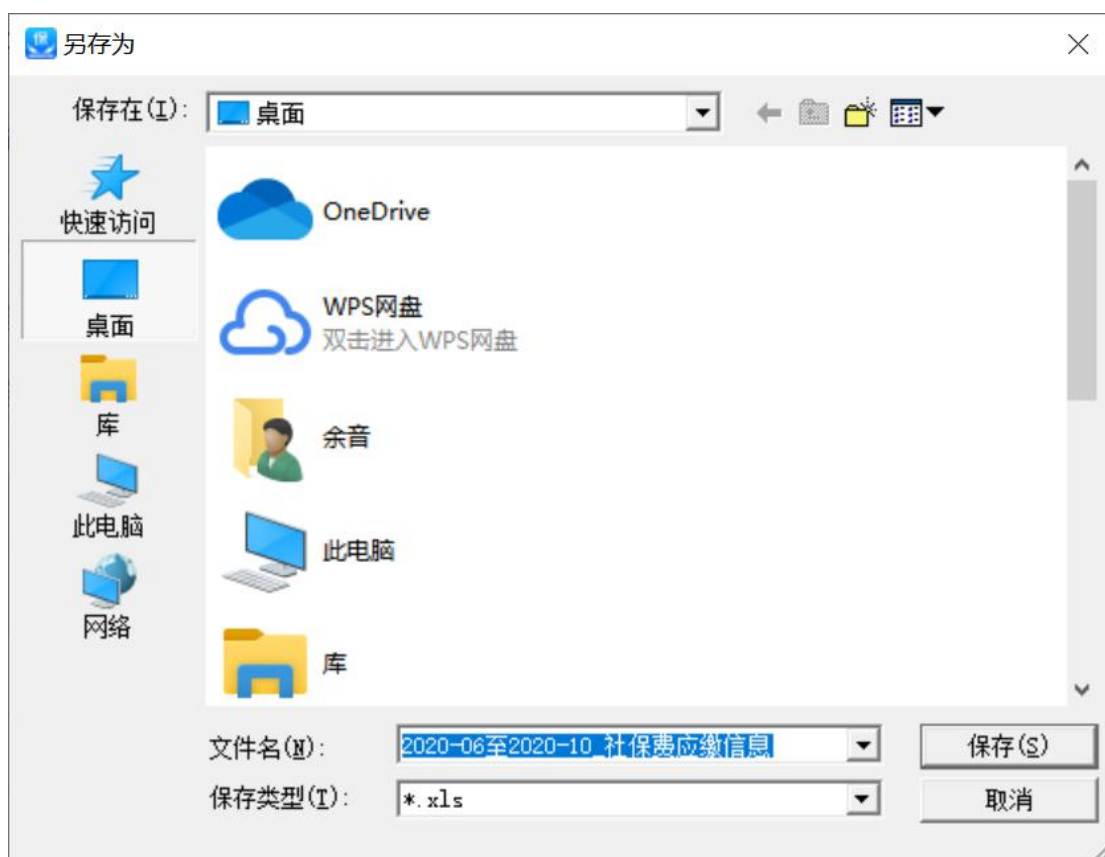 另存为
保存在(I):
桌面
快速访问
桌面
库
此电脑
网络
OneDrive
WPS网盘
双击进入WPS网盘
余音
此电脑
库
文件名(N):
2020-06至2020-10_社保费应缴信息
保存(S)
保存类型(T):
*.xls
取消